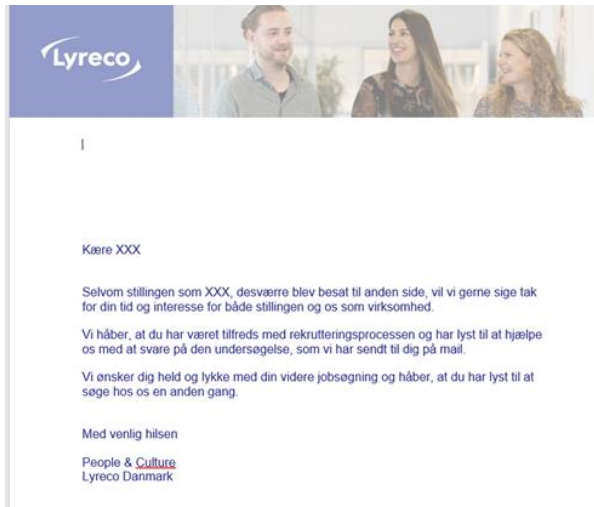 Lyreco
Kære XXX
Selvom stillingen som XXX, desværre blev besat til anden side, vil vi gerne sige tak
for din tid og interesse for både stillingen og os som virksomhed.
Vi håber, at du har været tilfreds med rekrutteringsprocessen og har lyst til at hjælpe
os med at svare på den undersøgelse, som vi har sendt til dig på mail.
Vi ønsker dig held og lykke med din videre jobsøgning og håber, at du har lyst til at
søge hos os en anden gang.
Med venlig hilsen
People & Culture
Lyreco Danmark